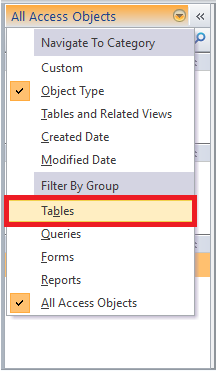 All Access Objects «
Navigate To Category
Custom
Object Type
Tables and Related Views
Created Date
Modified Date
Filter By Group
Tables
Queries
Forms
Reports
All Access Objects